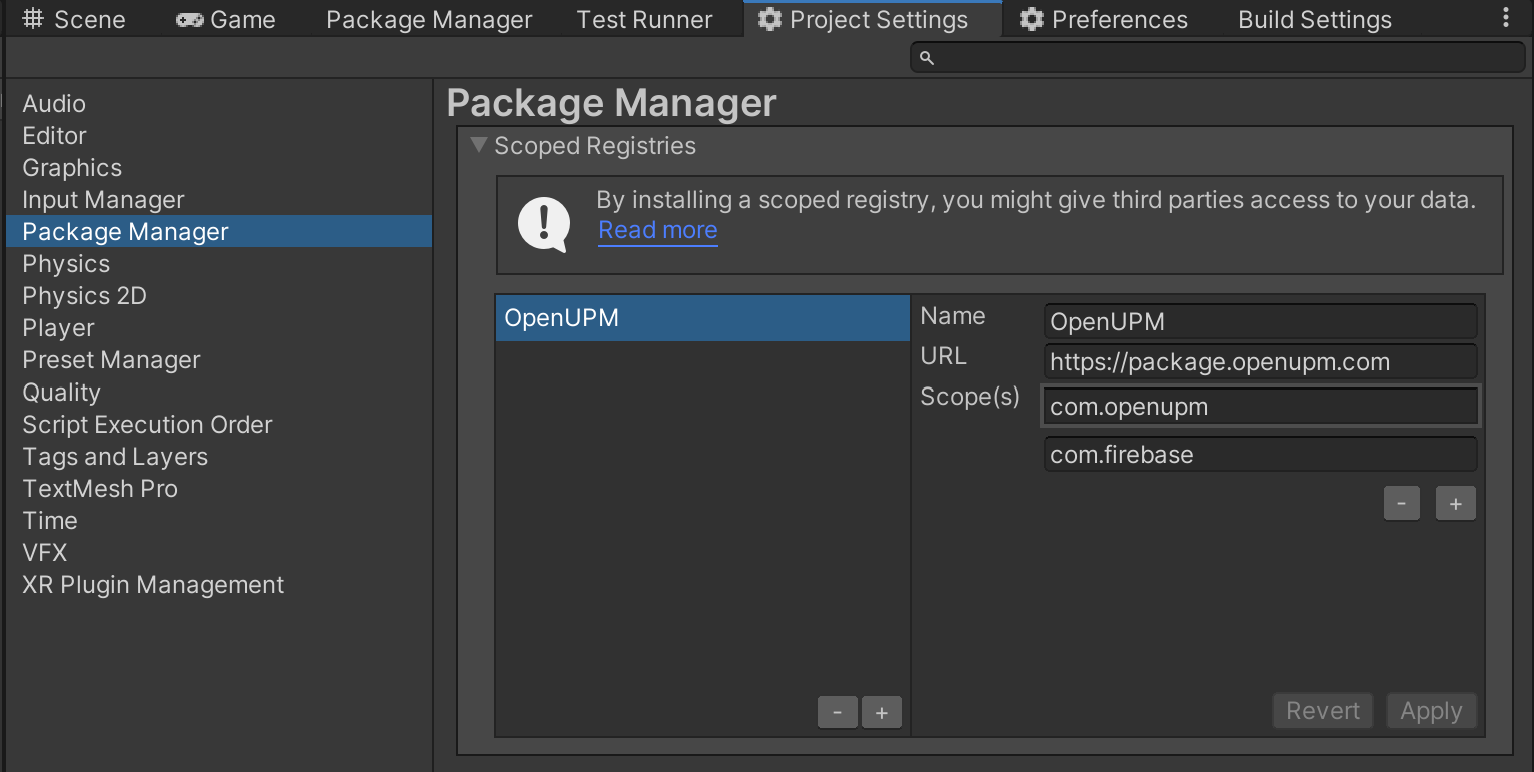 Scene Game Package Manager Test Runner Project Settings Preferences Build Settings
Audio
Editor
Graphics
Input Manager
Package Manager
Physics
Physics 2D
Player
Preset Manager
Quality
Script Execution Order
Tags and Layers
TextMesh Pro
Time
VFX
XR Plugin Management
Package Manager
Scoped Registries
By installing a scoped registry, you might give third parties access to your data.
Read more
OpenUPM
- +
Name OpenUPM
URL https://package.openupm.com
Scope(s) com.openupm
com.firebase
- +
Revert Apply